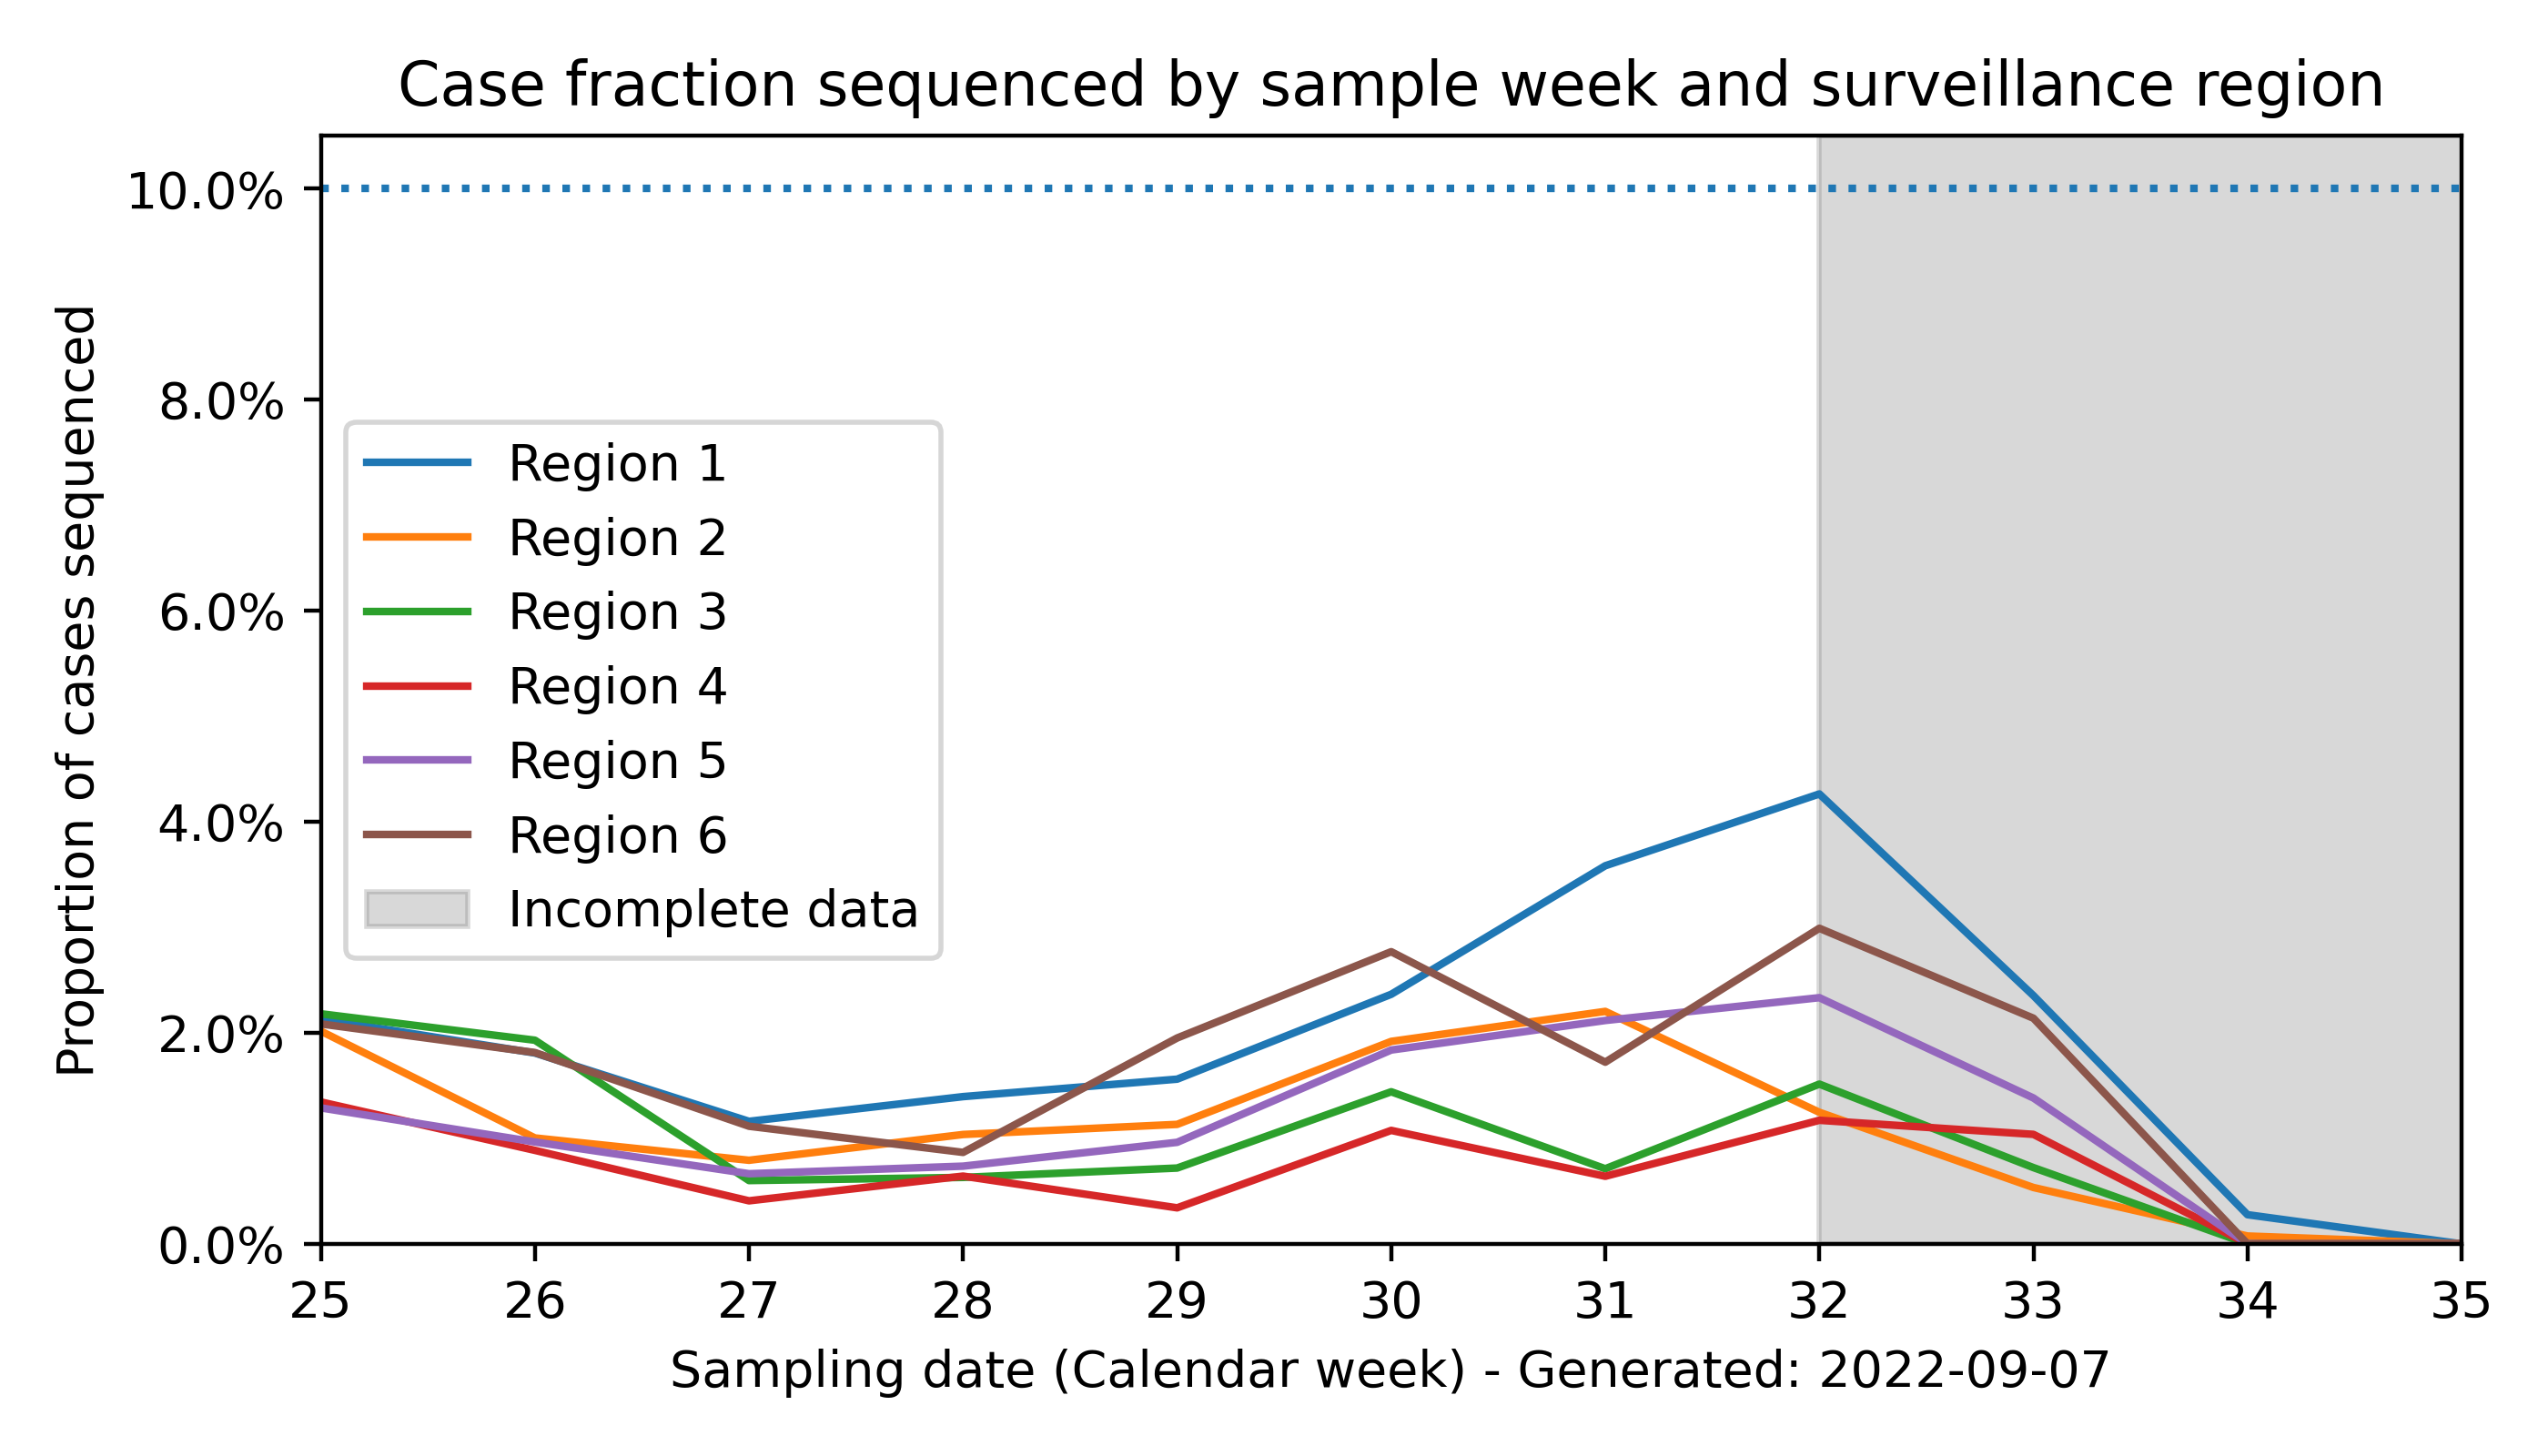 Case fraction sequenced by sample week and surveillance region
Proportion of cases sequenced
10.0%
8.0%
6.0%
4.0%
2.0%
0.0%
Region 1
Region 2
Region 3
Region 4
Region 5
Region 6
Incomplete data
25 26 27 28 29 30 31 32 33 34 35
Sampling date (Calendar week) - Generated: 2022-09-07